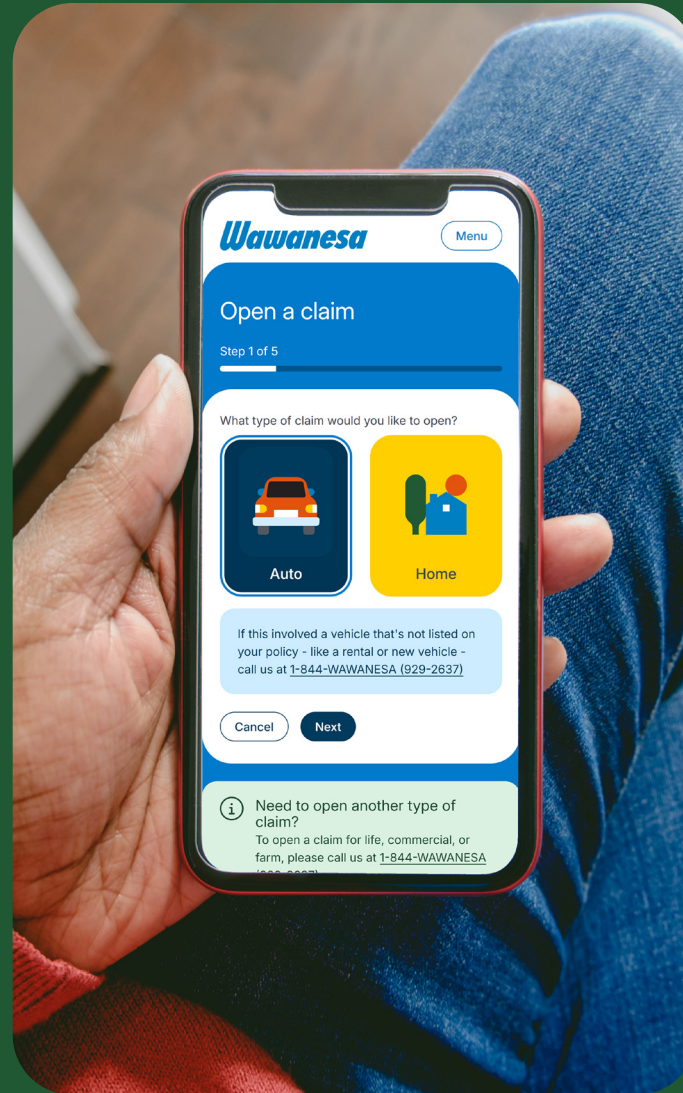 Wawanesa
Menu
Open a claim
Step 1 of 5
What type of claim would you like to open?
Auto
Home
If this involved a vehicle that's not listed on
your policy - like a rental or new vehicle -
call us at 1-844-WAWANESA (929-2637)
Cancel
Next
Need to open another type of
claim?
To open a claim for life, commercial, or
farm, please call us at 1-844-WAWANESA